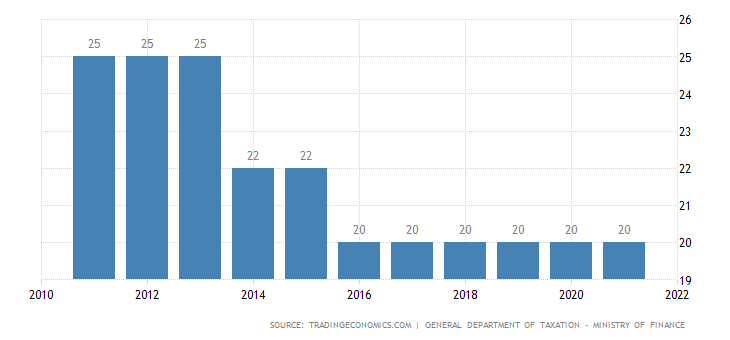 26
25 25 25 25
24
23
22 22 22
21
20 20 20 20 20 20 20
19
2010 2012 2014 2016 2018 2020 2022
SOURCE: TRADINGECONOMICS.COM | GENERAL DEPARTMENT OF TAXATION - MINISTRY OF FINANCE